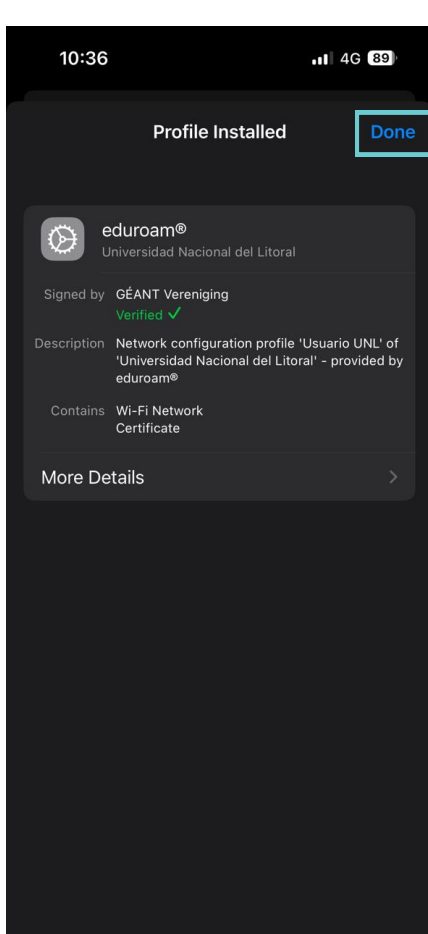 10:36 4G 89
Profile Installed Done
eduroam®
Universidad Nacional del Litoral
Signed by GÉANT Vereniging
Verified ✓
Description Network configuration profile 'Usuario UNL' of
'Universidad Nacional del Litoral' - provided by
eduroam®
Contains Wi-Fi Network
Certificate
More Details